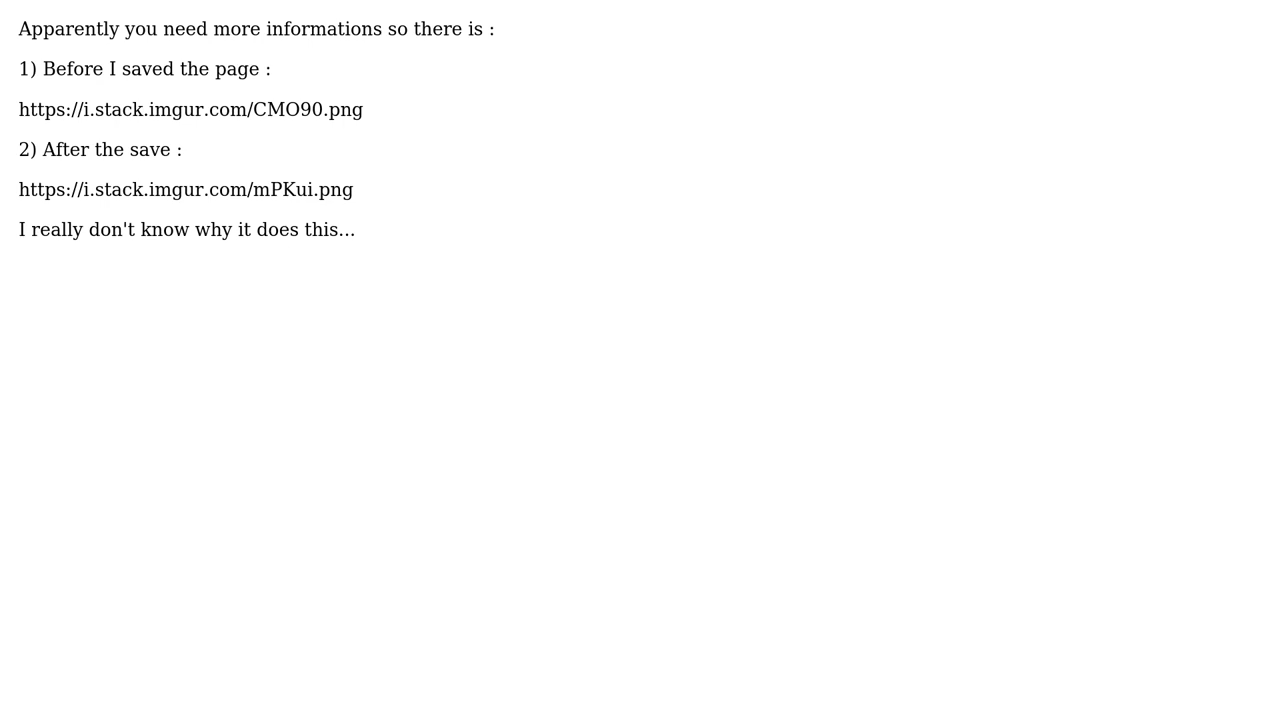 Apparently you need more informations so there is :
1) Before I saved the page :
https://i.stack.imgur.com/CMO90.png
2) After the save :
https://i.stack.imgur.com/mPKui.png
I really don't know why it does this...